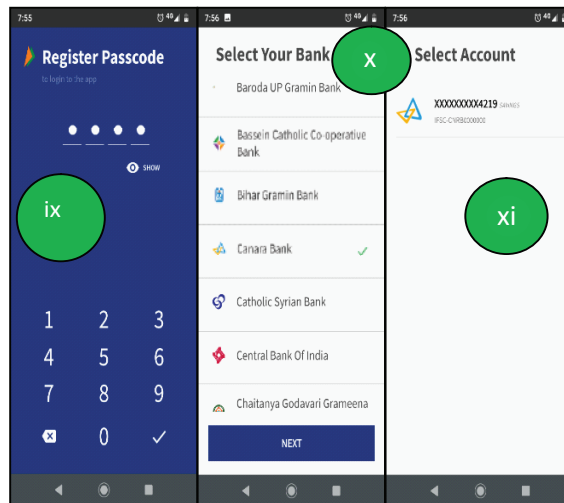 7:55
40
Register Passcode
to login to the app
SHOW
ix
1 2 3
4 5 6
7 8 9
0
7:56
40
Select Your Bank
x
Baroda UP Gramin Bank
Bassein Catholic Co-operative
Bank
Bihar Gramin Bank
Canara Bank
Catholic Syrian Bank
Central Bank Of India
Chaitanya Godavari Grameena
NEXT
7:56
Select Account
XXXXXXXXX4219
xi